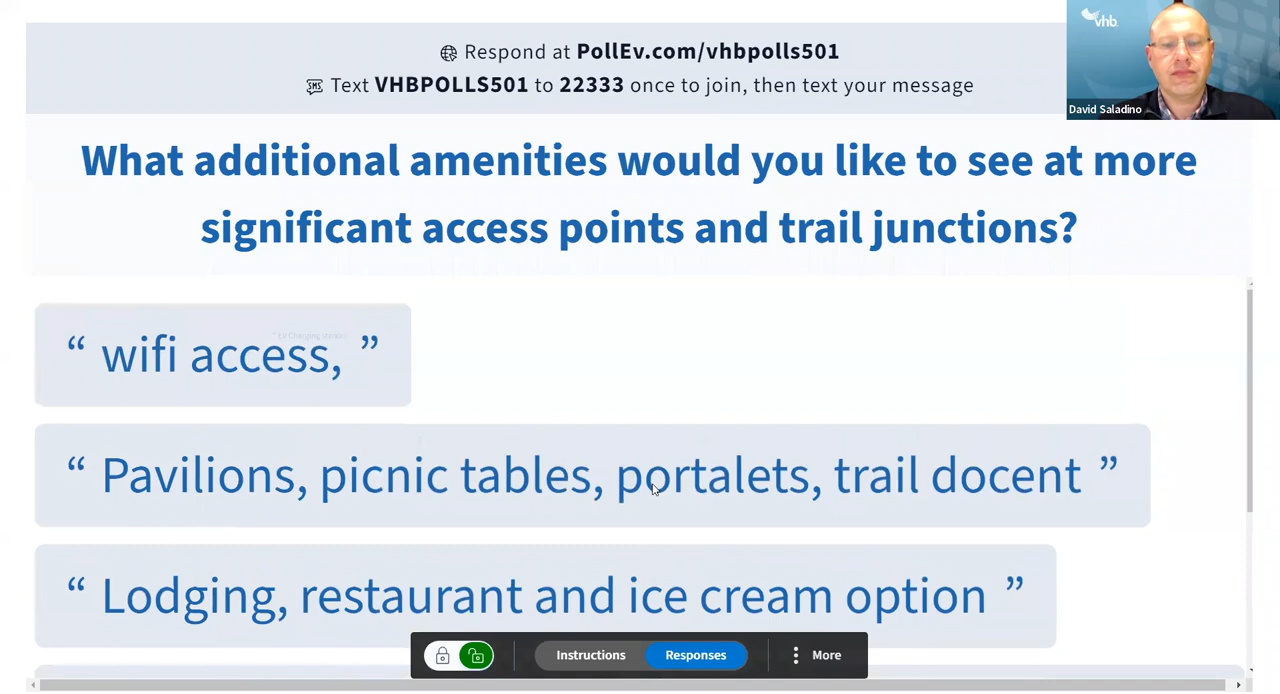 Respond at PollEv.com/vhbpolls501
SMS Text VHBPOLLS501 to 22333 once to join, then text your message
vhb
David Saladino
What additional amenities would you like to see at more
significant access points and trail junctions?
“ wifi access, ”
“ Pavilions, picnic tables, portalets, trail docent ”
“ Lodging, restaurant and ice cream option ”
Instructions Responses More